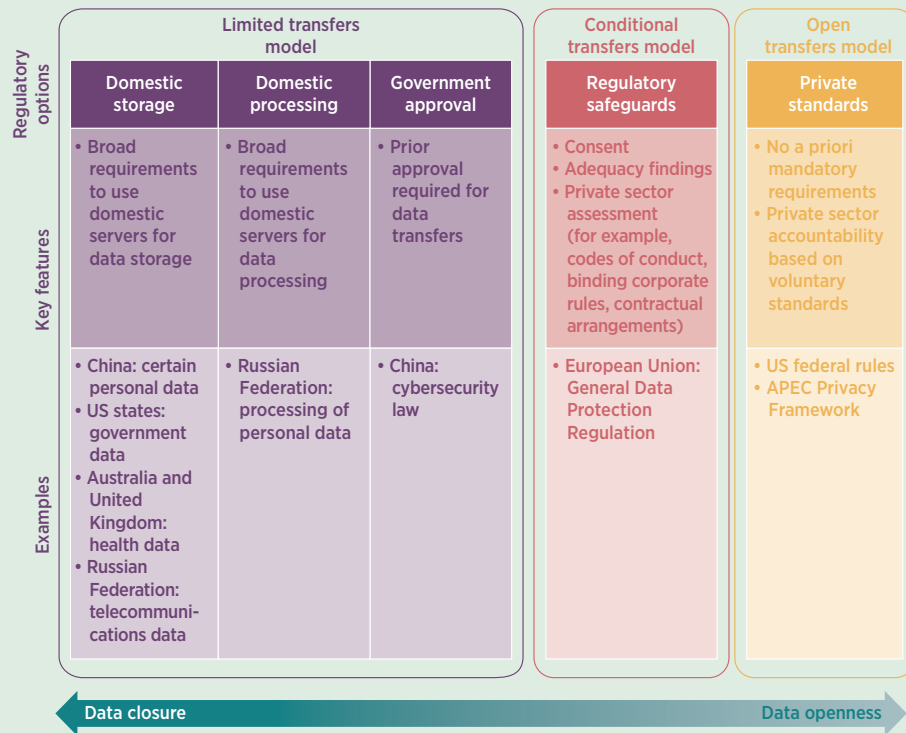 Limited transfers
model
Conditional
transfers model
Open
transfers model
Regulatory
options
Domestic
storage
Domestic
processing
Government
approval
Regulatory
safeguards
Private
standards
Key features
• Broad
requirements
to use
domestic
servers for
data storage
• Broad
requirements
to use
domestic
servers for
data
processing
• Prior
approval
required for
data
transfers
• Consent
• Adequacy findings
• Private sector
assessment
(for example,
codes of conduct,
binding corporate
rules, contractual
arrangements)
• No a priori
mandatory
requirements
• Private sector
accountability
based on
voluntary
standards
Examples
• China: certain
personal data
• US states:
government
data
• Australia and
United
Kingdom:
health data
• Russian
Federation:
telecommuni-
cations data
• Russian
Federation:
processing of
personal data
• China:
cybersecurity
law
• European Union:
General Data
Protection
Regulation
• US federal rules
• APEC Privacy
Framework
Data closure
Data openness